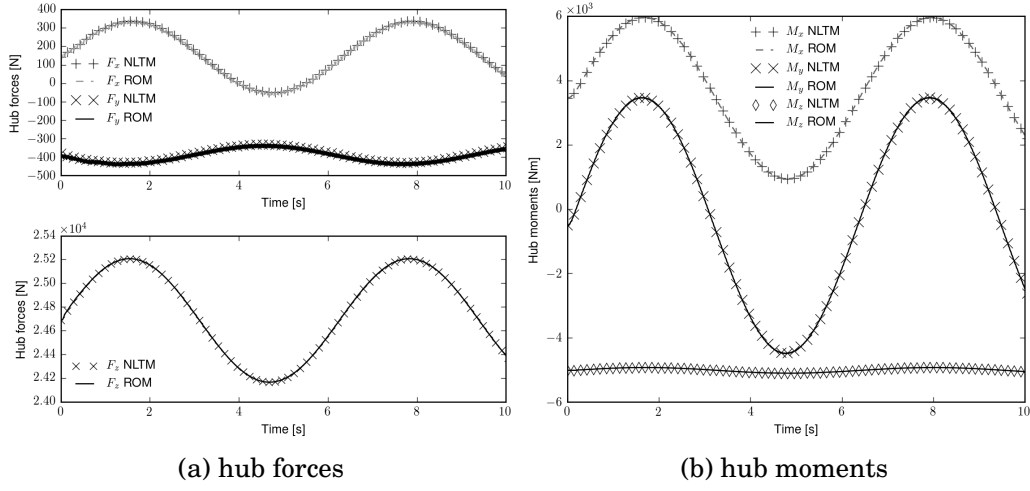 400
300
200
100
0
−100
−200
−300
−400
−500
Hub forces [N]
+ + F_x NLTM
-- F_x ROM
× × F_y NLTM
— F_y ROM
0 2 4 6 8 10
Time [s]
×10^4
2.54
2.52
2.50
2.48
2.46
2.44
2.42
2.40
Hub forces [N]
× × F_z NLTM
— F_z ROM
0 2 4 6 8 10
Time [s]
(a) hub forces
×10^3
6
4
2
0
−2
−4
−6
Hub moments [Nm]
+ + M_x NLTM
-- M_x ROM
× × M_y NLTM
— M_y ROM
◊ ◊ M_z NLTM
— M_z ROM
0 2 4 6 8 10
Time [s]
(b) hub moments